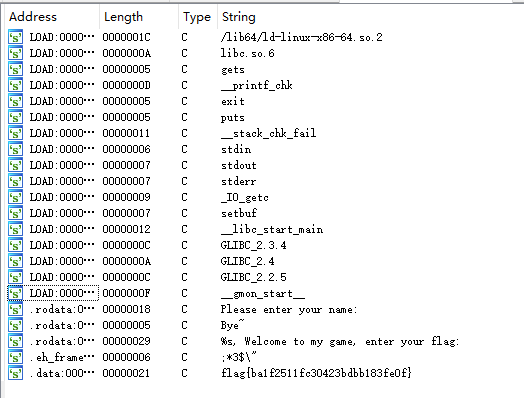 Address Length Type String
LOAD:0000… 0000001C C /lib64/ld-linux-x86-64.so.2
LOAD:0000… 0000000A C libc.so.6
LOAD:0000… 00000005 C gets
LOAD:0000… 0000000D C __printf_chk
LOAD:0000… 00000005 C exit
LOAD:0000… 00000005 C puts
LOAD:0000… 00000011 C __stack_chk_fail
LOAD:0000… 00000006 C stdin
LOAD:0000… 00000007 C stdout
LOAD:0000… 00000007 C stderr
LOAD:0000… 00000009 C _IO_getc
LOAD:0000… 00000007 C setbuf
LOAD:0000… 00000012 C __libc_start_main
LOAD:0000… 0000000C C GLIBC_2.3.4
LOAD:0000… 0000000A C GLIBC_2.4
LOAD:0000… 0000000C C GLIBC_2.2.5
LOAD:0000… 0000000F C __gmon_start__
.rodata:0… 00000018 C Please enter your name:
.rodata:0… 00000005 C Bye~
.rodata:0… 00000029 C %s, Welcome to my game, enter your flag:
.eh_frame… 00000006 C ;*3$\"
.data:000… 00000021 C flag{ba1f2511fc30423bdbb183fe0f}